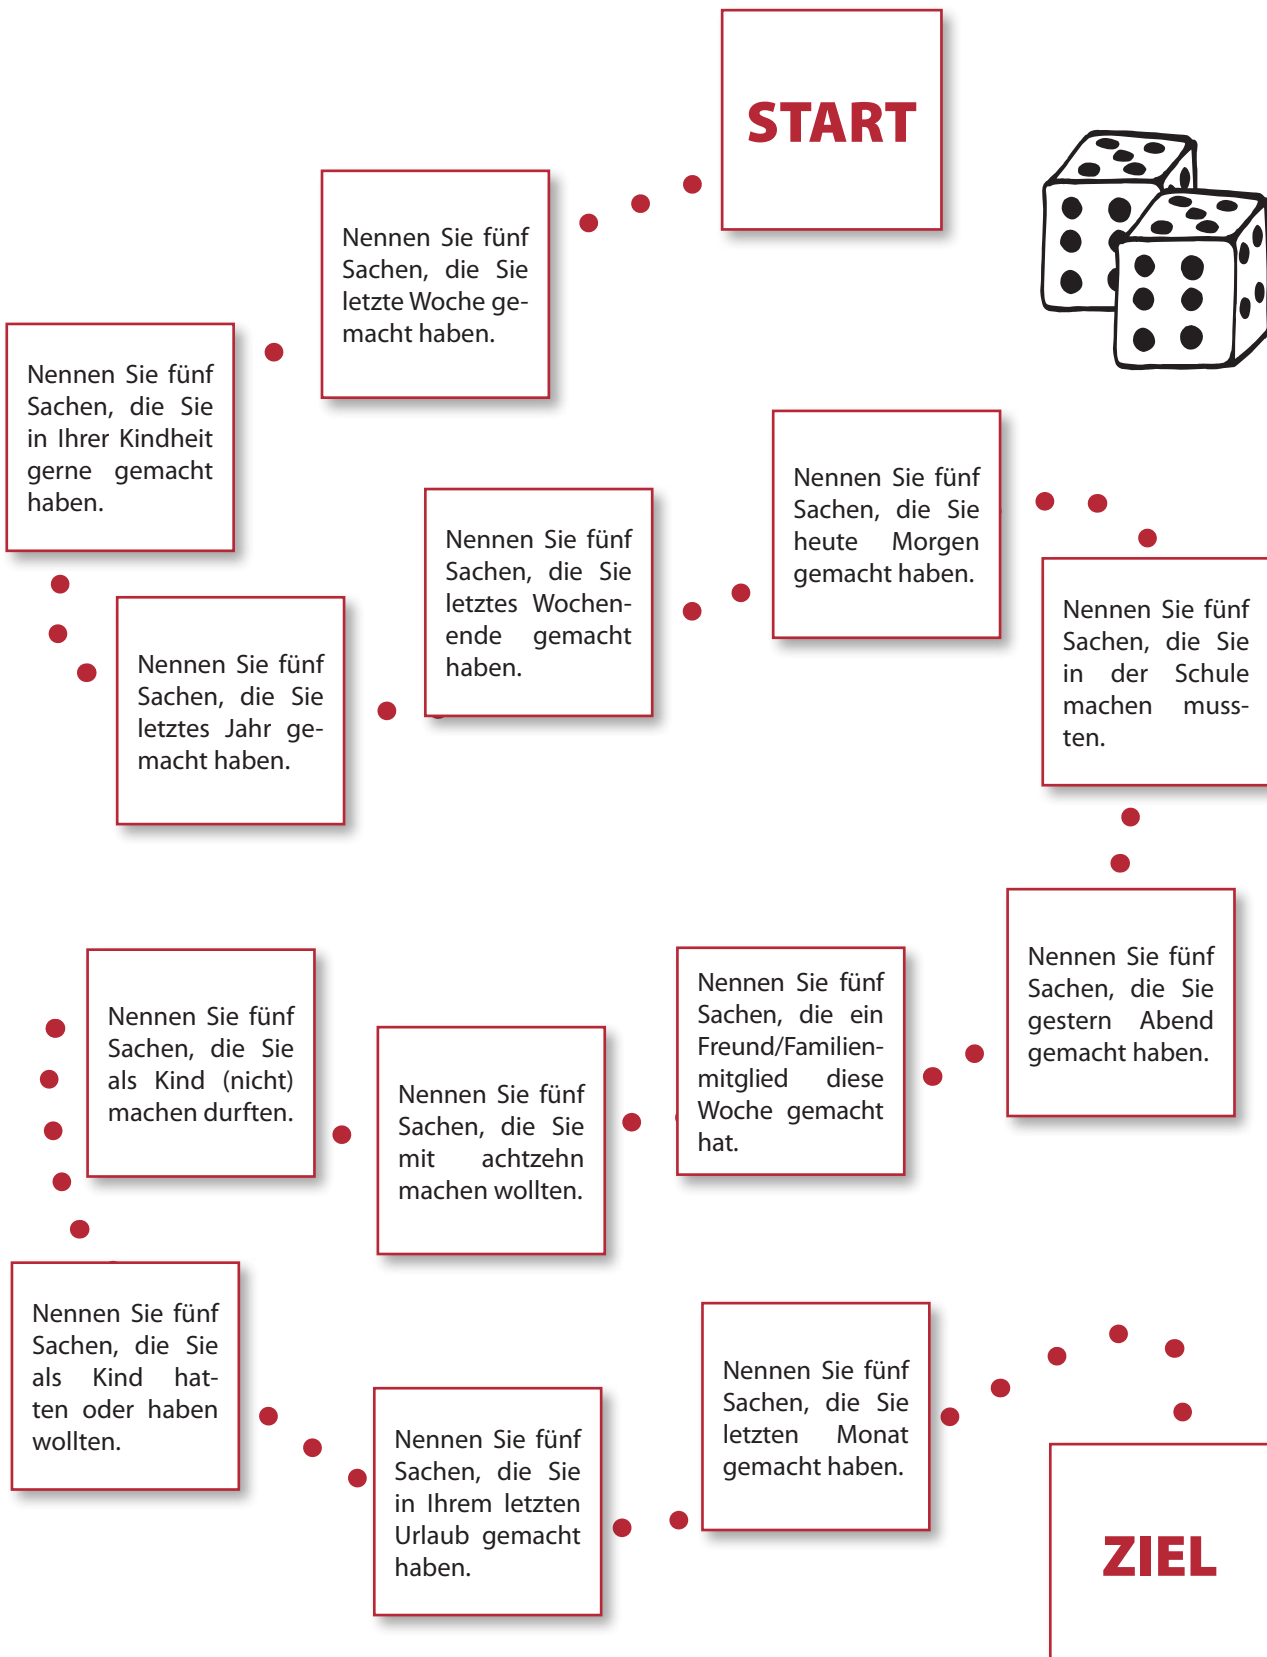 START
Nennen Sie fünf
Sachen, die Sie
letzte Woche ge-
macht haben.
Nennen Sie fünf
Sachen, die Sie
in Ihrer Kindheit
gerne gemacht
haben.
Nennen Sie fünf
Sachen, die Sie
letztes Jahr ge-
macht haben.
Nennen Sie fünf
Sachen, die Sie
letztes Wochen-
ende gemacht
haben.
Nennen Sie fünf
Sachen, die Sie
heute Morgen
gemacht haben.
Nennen Sie fünf
Sachen, die Sie
in der Schule
machen muss-
ten.
Nennen Sie fünf
Sachen, die Sie
gestern Abend
gemacht haben.
Nennen Sie fünf
Sachen, die ein
Freund/Familien-
mitglied diese
Woche gemacht
hat.
Nennen Sie fünf
Sachen, die Sie
mit achtzehn
machen wollten.
Nennen Sie fünf
Sachen, die Sie
als Kind (nicht)
machen durften.
Nennen Sie fünf
Sachen, die Sie
als Kind hat-
ten oder haben
wollten.
Nennen Sie fünf
Sachen, die Sie
in Ihrem letzten
Urlaub gemacht
haben.
Nennen Sie fünf
Sachen, die Sie
letzten Monat
gemacht haben.
ZIEL